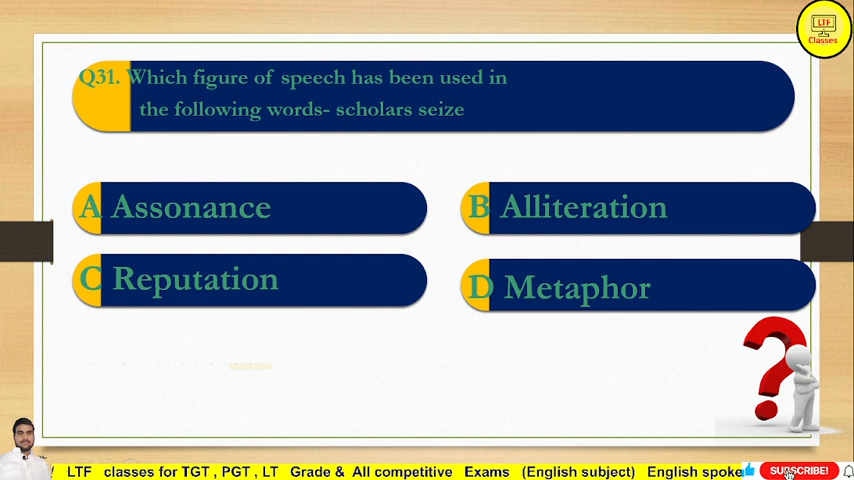 LTF
Classes
Q31. Which figure of speech has been used in
the following words- scholars seize
A Assonance
B Alliteration
C Reputation
D Metaphor
LTF classes for TGT , PGT , LT Grade & All competitive Exams (English subject) English spoke
SUBSCRIBE!